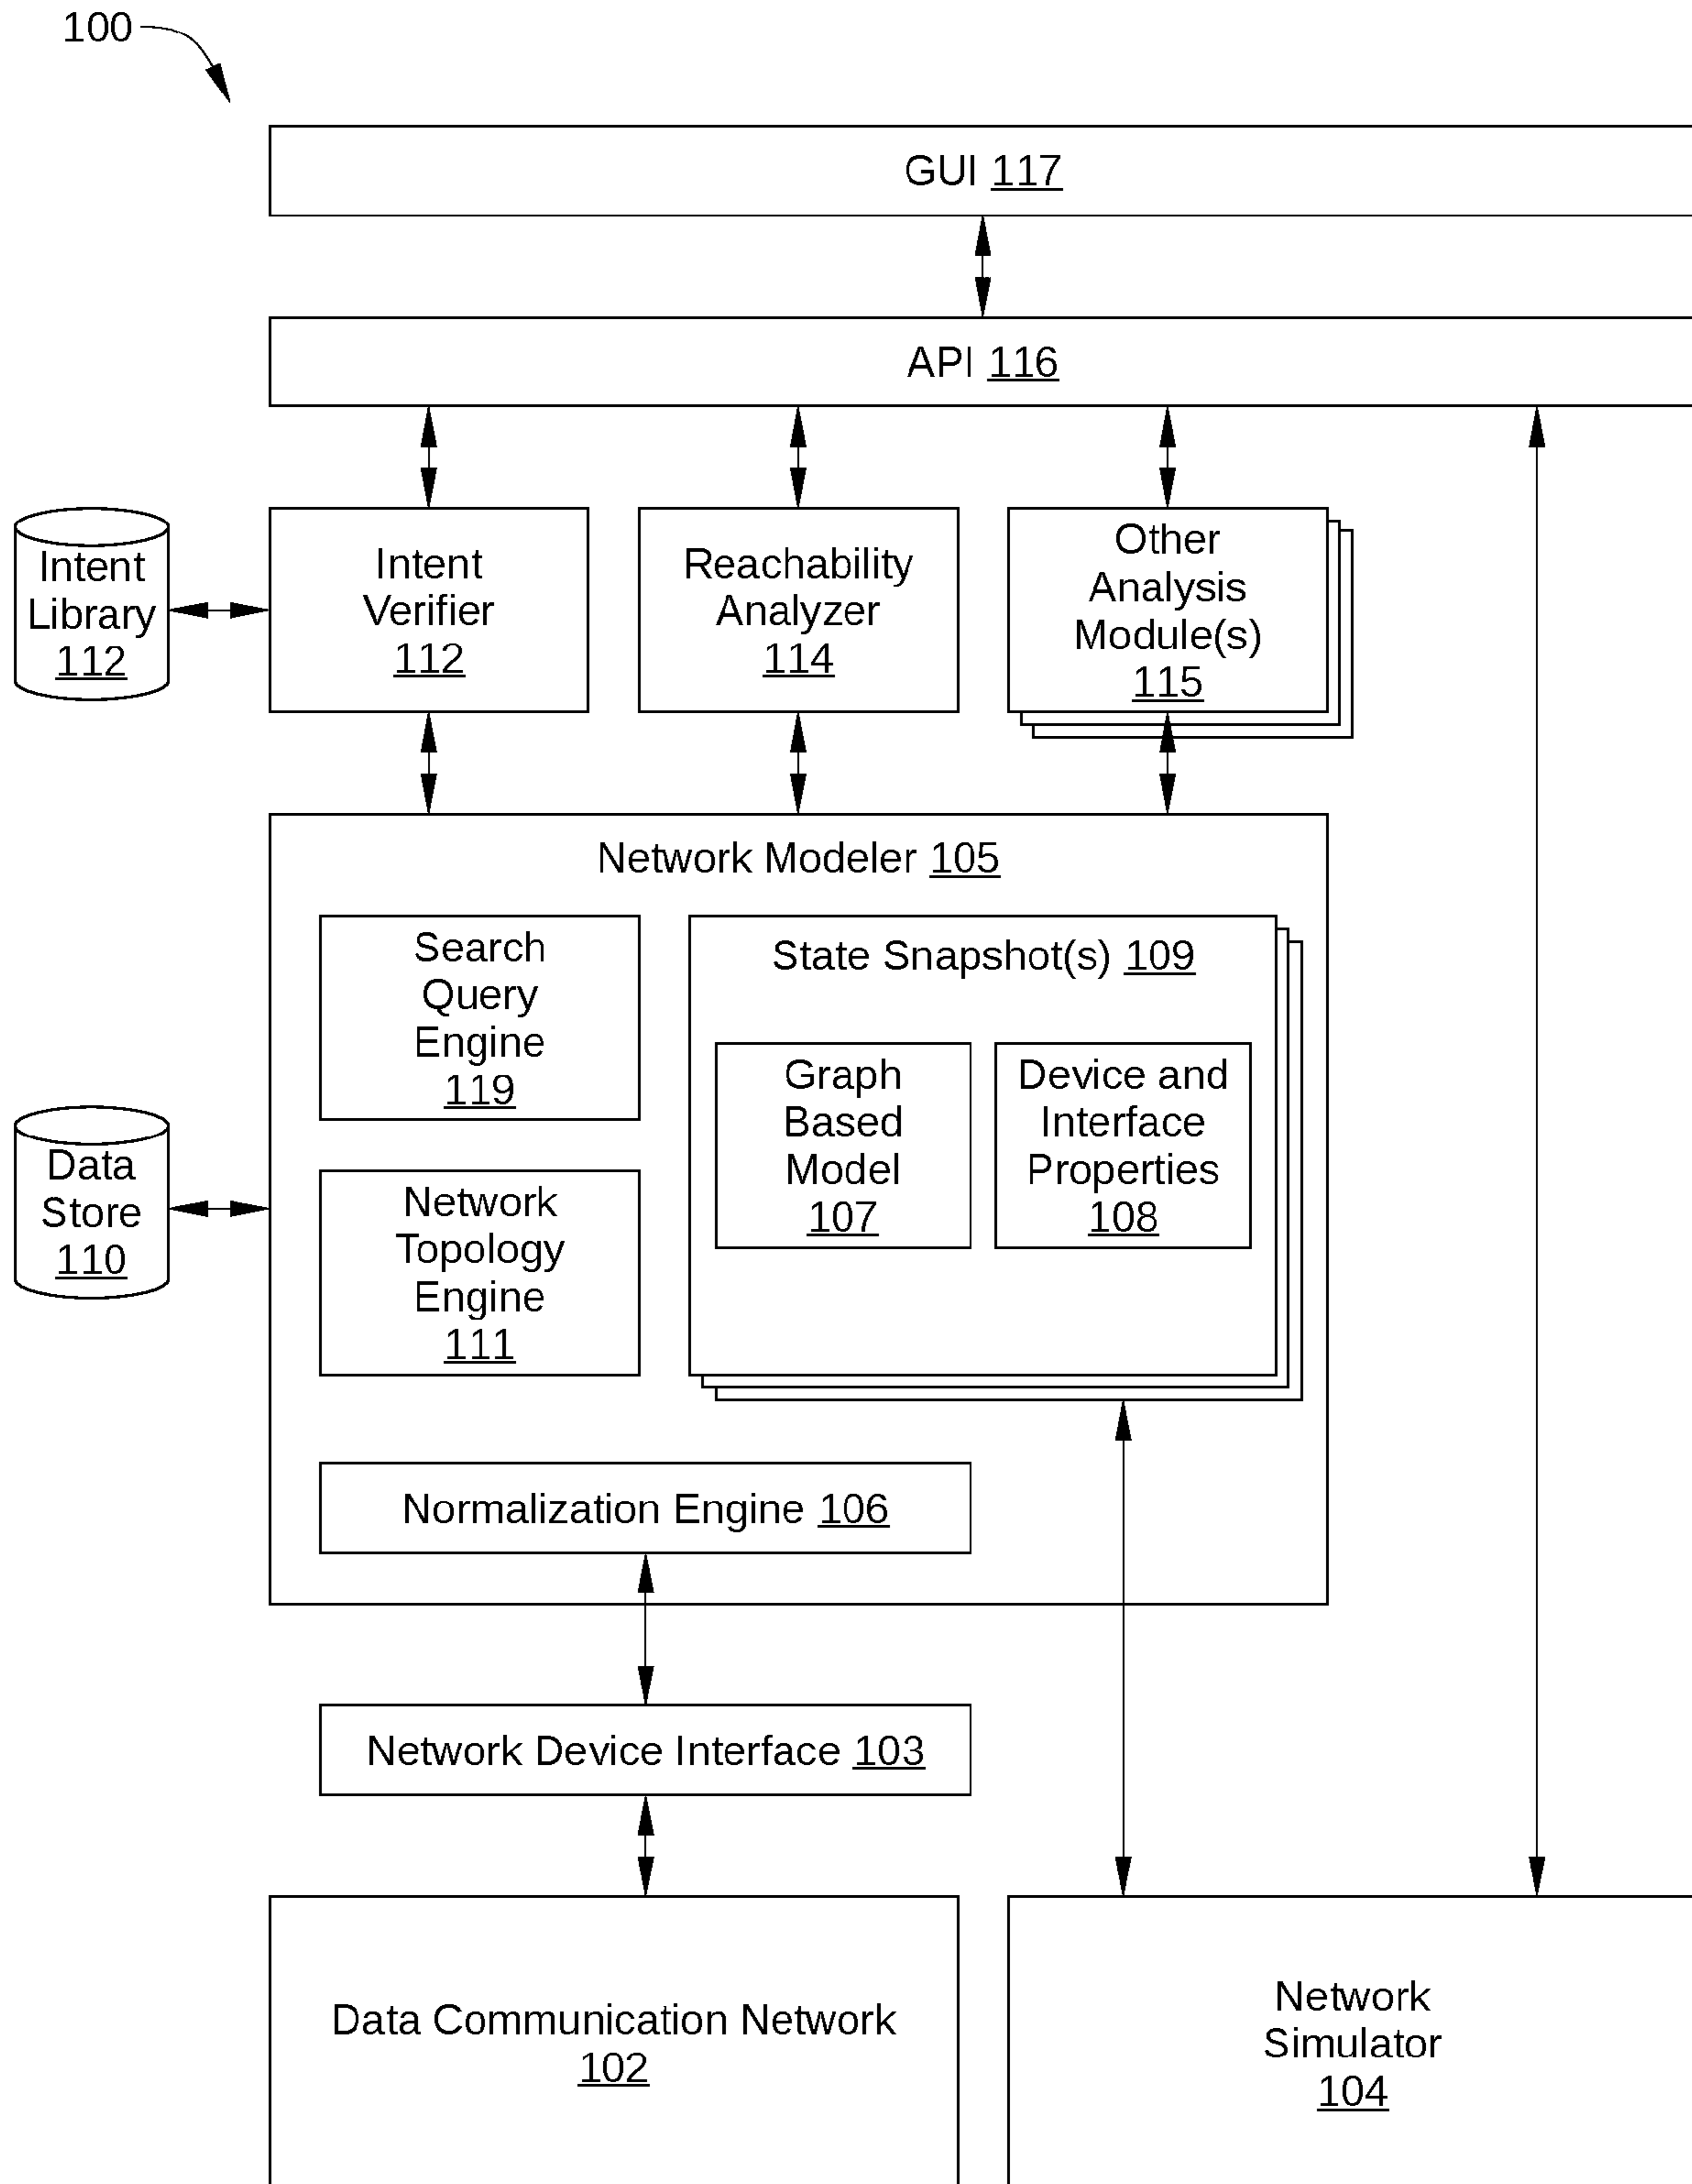 100
GUI 117
API 116
Intent
Library
112
Intent
Verifier
112
Reachability
Analyzer
114
Other
Analysis
Module(s)
115
Network Modeler 105
Search
Query
Engine
119
State Snapshot(s) 109
Graph
Based
Model
107
Device and
Interface
Properties
108
Data
Store
110
Network
Topology
Engine
111
Normalization Engine 106
Network Device Interface 103
Data Communication Network
102
Network
Simulator
104